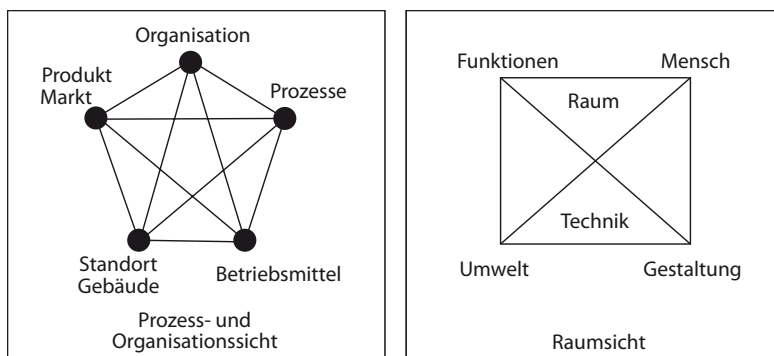 Organisation
Produkt
Markt
Prozesse
Standort
Gebäude
Betriebsmittel
Prozess- und
Organisationssicht
Funktionen
Mensch
Raum
Technik
Umwelt
Gestaltung
Raumsicht